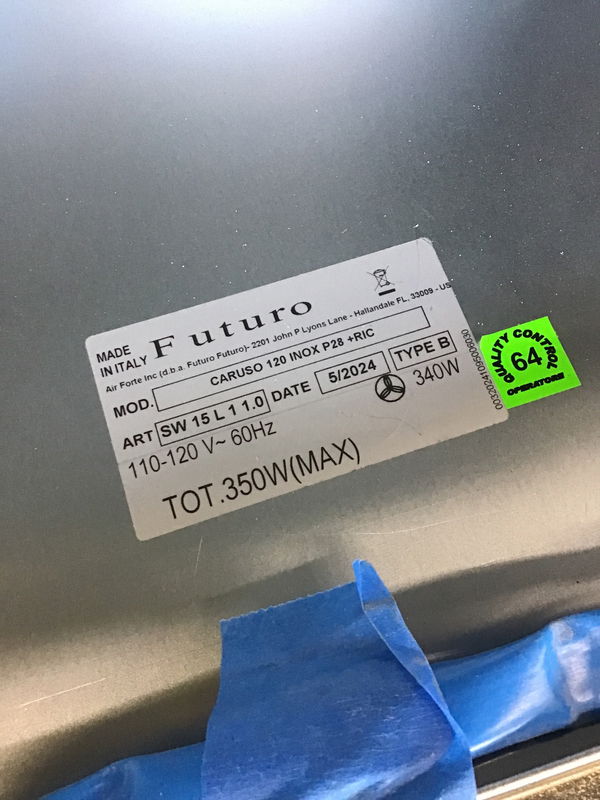 MADE
IN ITALY Futuro
Air Forte Inc (d.b.a. Futuro Futuro)- 2201 John P Lyons Lane - Hallandale FL, 33009 - US
MOD. CARUSO 120 INOX P28 +RIC
ART SW 15 L 1 1.0 DATE 5/2024 TYPE B
110-120 V~ 60Hz 340W
TOT.350W(MAX)
QUALITY CONTROL
64
OPERATORE